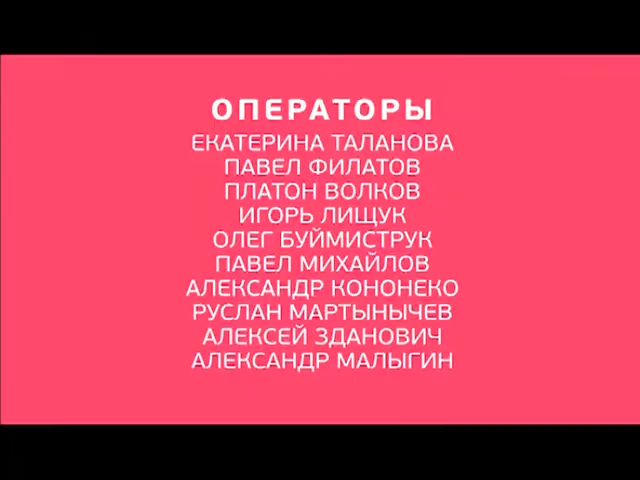 ОПЕРАТОРЫ
ЕКАТЕРИНА ТАЛАНОВА
ПАВЕЛ ФИЛАТОВ
ПЛАТОН ВОЛКОВ
ИГОРЬ ЛИЩУК
ОЛЕГ БУЙМИСТРУК
ПАВЕЛ МИХАЙЛОВ
АЛЕКСАНДР КОНОНЕКО
РУСЛАН МАРТЫНЫЧЕВ
АЛЕКСЕЙ ЗДАНОВИЧ
АЛЕКСАНДР МАЛЫГИН